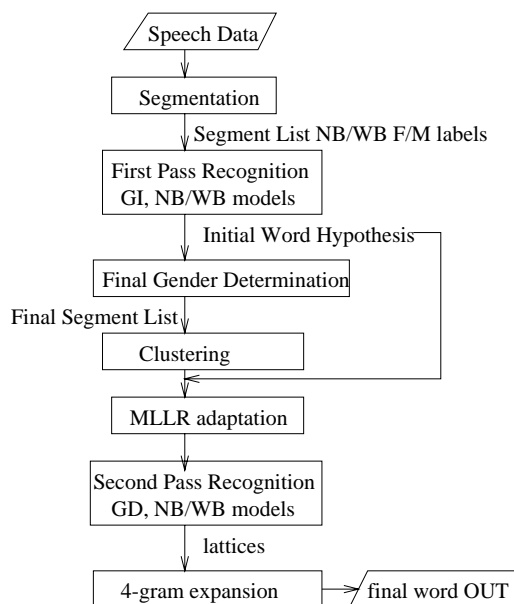 Speech Data
Segmentation
Segment List NB/WB F/M labels
First Pass Recognition
GI, NB/WB models
Initial Word Hypothesis
Final Gender Determination
Final Segment List
Clustering
MLLR adaptation
Second Pass Recognition
GD, NB/WB models
lattices
4-gram expansion
final word OUT